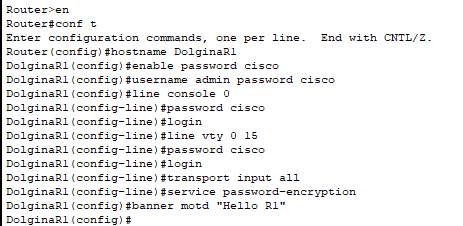 Router>en
Router#conf t
Enter configuration commands, one per line.  End with CNTL/Z.
Router(config)#hostname DolginaR1
DolginaR1(config)#enable password cisco
DolginaR1(config)#username admin password cisco
DolginaR1(config)#line console 0
DolginaR1(config-line)#password cisco
DolginaR1(config-line)#login
DolginaR1(config-line)#line vty 0 15
DolginaR1(config-line)#password cisco
DolginaR1(config-line)#login
DolginaR1(config-line)#transport input all
DolginaR1(config-line)#service password-encryption
DolginaR1(config)#banner motd "Hello R1"
DolginaR1(config)#